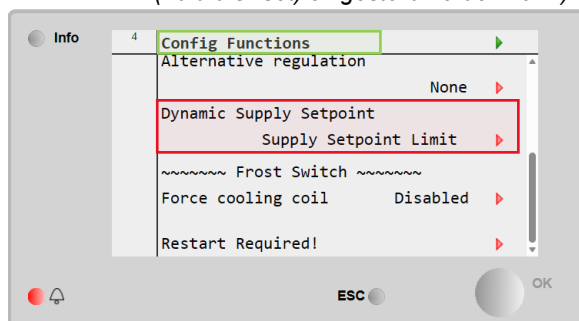 Info
4
Config Functions
Alternative regulation
None
Dynamic Supply Setpoint
Supply Setpoint Limit
~~~~~~~ Frost Switch ~~~~~~~
Force cooling coil Disabled
Restart Required!
ESC
OK